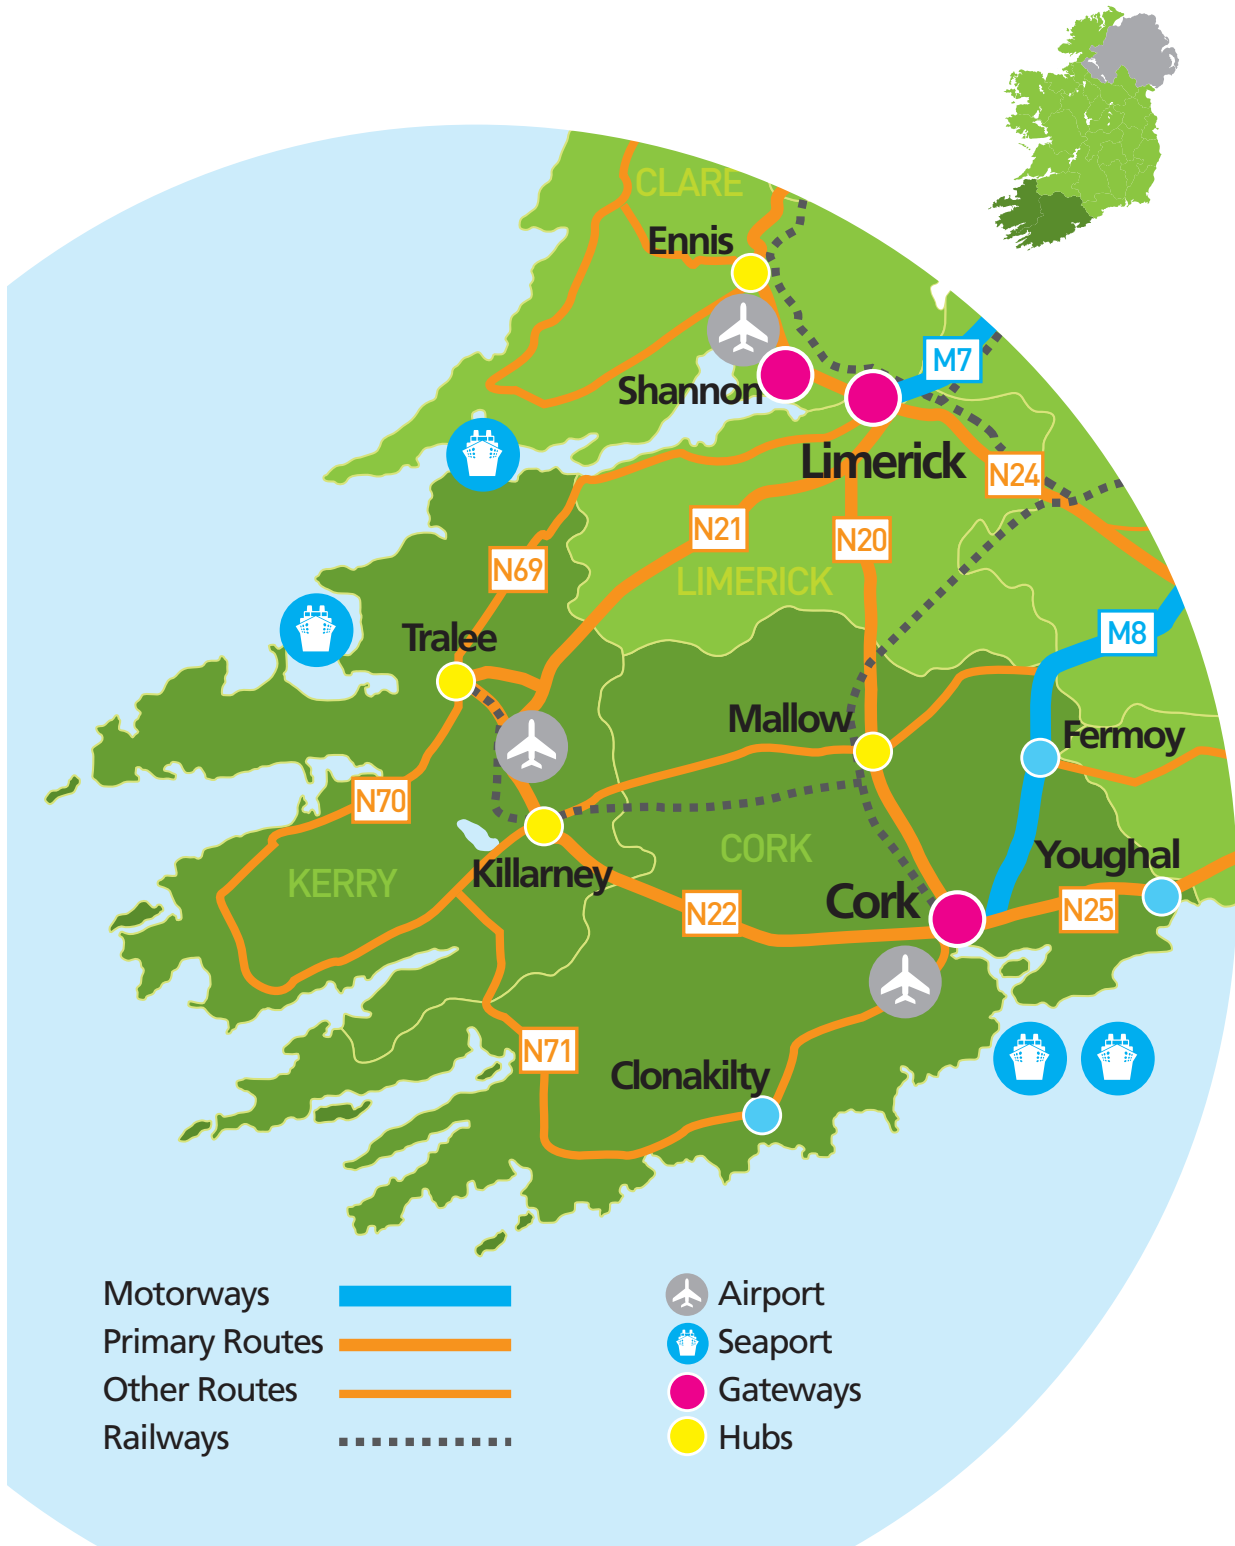 CLARE
Ennis
M7
Shannon
Limerick
N24
N21
N20
N69
LIMERICK
M8
Tralee
Mallow
Fermoy
N70
CORK
Youghal
KERRY
Killarney
Cork
N22
N25
N71
Clonakilty
Motorways
Primary Routes
Other Routes
Railways
Airport
Seaport
Gateways
Hubs